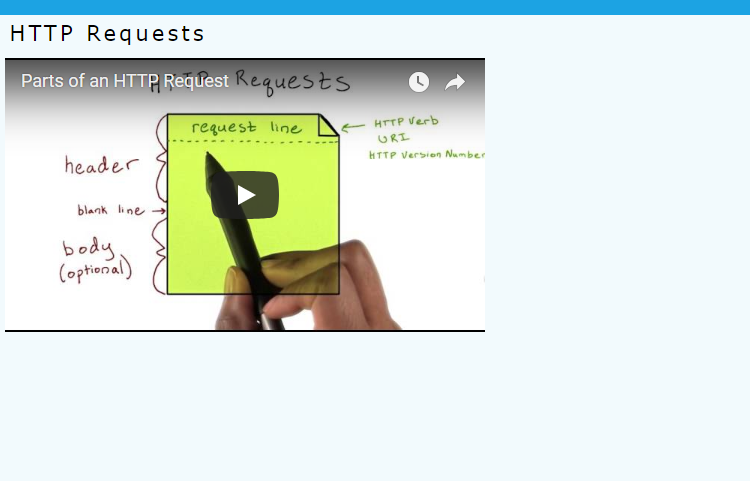 HTTP Requests
Parts of an HTTP Request
HTTP Requests
request line
HTTP Verb
URI
HTTP Version Number
header
blank line
body
(optional)